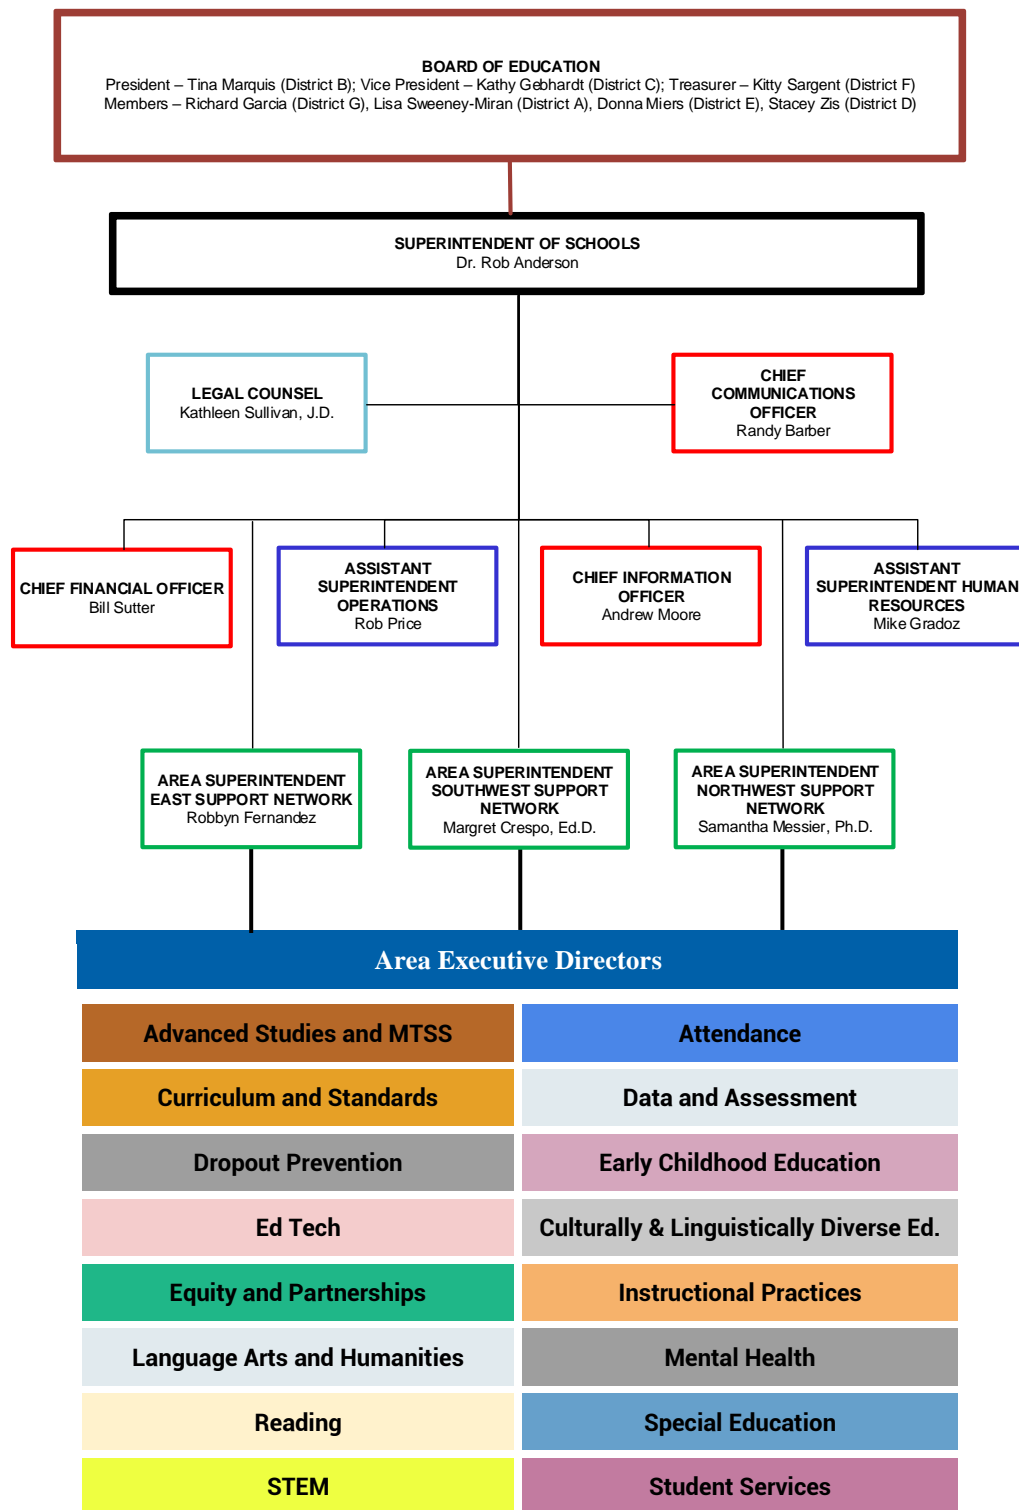 BOARD OF EDUCATION
President – Tina Marquis (District B); Vice President – Kathy Gebhardt (District C); Treasurer – Kitty Sargent (District F)
Members – Richard Garcia (District G), Lisa Sweeney-Miran (District A), Donna Miers (District E), Stacey Zis (District D)
SUPERINTENDENT OF SCHOOLS
Dr. Rob Anderson
LEGAL COUNSEL
Kathleen Sullivan, J.D.
CHIEF
COMMUNICATIONS
OFFICER
Randy Barber
CHIEF FINANCIAL OFFICER
Bill Sutter
ASSISTANT
SUPERINTENDENT
OPERATIONS
Rob Price
CHIEF INFORMATION
OFFICER
Andrew Moore
ASSISTANT
SUPERINTENDENT HUMAN
RESOURCES
Mike Gradoz
AREA SUPERINTENDENT
EAST SUPPORT NETWORK
Robbyn Fernandez
AREA SUPERINTENDENT
SOUTHWEST SUPPORT
NETWORK
Margret Crespo, Ed.D.
AREA SUPERINTENDENT
NORTHWEST SUPPORT
NETWORK
Samantha Messier, Ph.D.
Area Executive Directors
Advanced Studies and MTSS
Attendance
Curriculum and Standards
Data and Assessment
Dropout Prevention
Early Childhood Education
Ed Tech
Culturally & Linguistically Diverse Ed.
Equity and Partnerships
Instructional Practices
Language Arts and Humanities
Mental Health
Reading
Special Education
STEM
Student Services